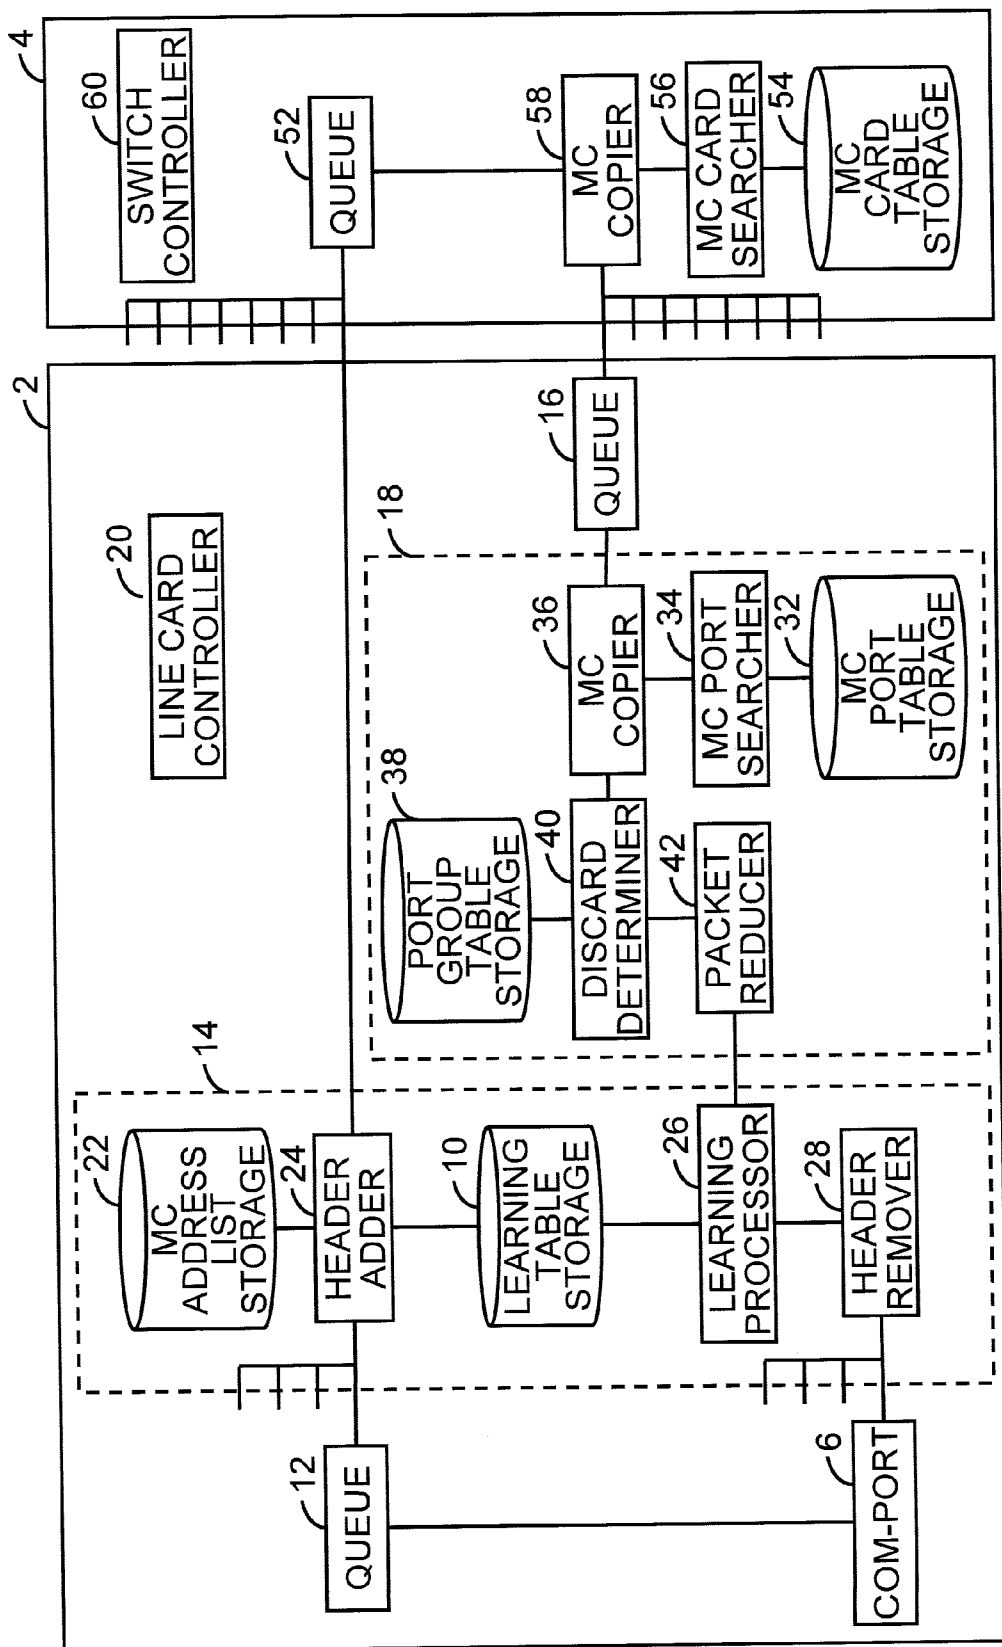 4
60
SWITCH
CONTROLLER
52
QUEUE
58
MC
COPIER
56
MC CARD
SEARCHER
54
MC
CARD
TABLE
STORAGE
2
20
LINE CARD
CONTROLLER
16
QUEUE
18
36
MC
COPIER
34
MC PORT
SEARCHER
32
MC
PORT
TABLE
STORAGE
38
PORT
GROUP
TABLE
STORAGE
40
DISCARD
DETERMINER
42
PACKET
REDUCER
14
22
MC
ADDRESS
LIST
STORAGE
24
HEADER
ADDER
10
LEARNING
TABLE
STORAGE
26
LEARNING
PROCESSOR
28
HEADER
REMOVER
12
QUEUE
6
COM-PORT